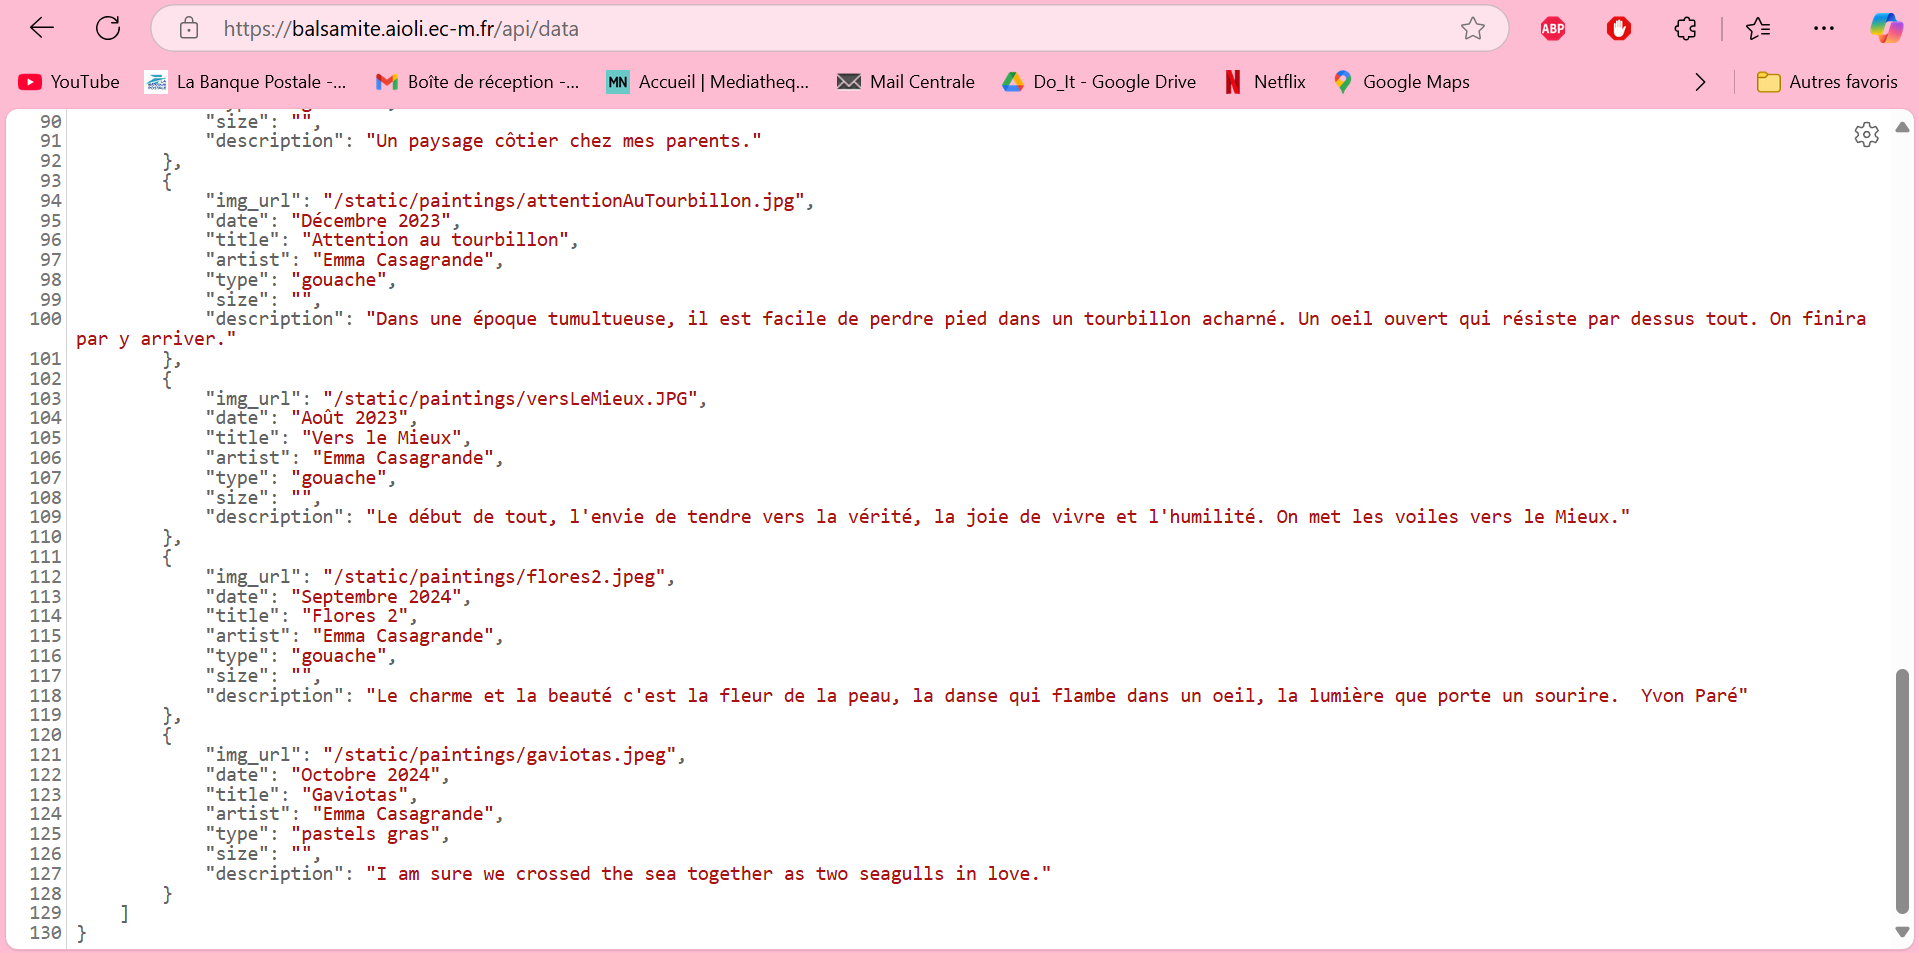 https://balsamite.aioli.ec-m.fr/api/data
ABP
YouTube
La Banque Postale -...
Boîte de réception -...
MN Accueil | Mediatheq...
Mail Centrale
Do_It - Google Drive
Netflix
Google Maps
Autres favoris
90 "size": "",
91 "description": "Un paysage côtier chez mes parents."
92 },
93 {
94 "img_url": "/static/paintings/attentionAuTourbillon.jpg",
95 "date": "Décembre 2023",
96 "title": "Attention au tourbillon",
97 "artist": "Emma Casagrande",
98 "type": "gouache",
99 "size": "",
100 "description": "Dans une époque tumultueuse, il est facile de perdre pied dans un tourbillon acharné. Un oeil ouvert qui résiste par dessus tout. On finira
par y arriver."
101 },
102 {
103 "img_url": "/static/paintings/versLeMieux.JPG",
104 "date": "Août 2023",
105 "title": "Vers le Mieux",
106 "artist": "Emma Casagrande",
107 "type": "gouache",
108 "size": "",
109 "description": "Le début de tout, l'envie de tendre vers la vérité, la joie de vivre et l'humilité. On met les voiles vers le Mieux."
110 },
111 {
112 "img_url": "/static/paintings/flores2.jpeg",
113 "date": "Septembre 2024",
114 "title": "Flores 2",
115 "artist": "Emma Casagrande",
116 "type": "gouache",
117 "size": "",
118 "description": "Le charme et la beauté c'est la fleur de la peau, la danse qui flambe dans un oeil, la lumière que porte un sourire.  Yvon Paré"
119 },
120 {
121 "img_url": "/static/paintings/gaviotas.jpeg",
122 "date": "Octobre 2024",
123 "title": "Gaviotas",
124 "artist": "Emma Casagrande",
125 "type": "pastels gras",
126 "size": "",
127 "description": "I am sure we crossed the sea together as two seagulls in love."
128 }
129 ]
130 }